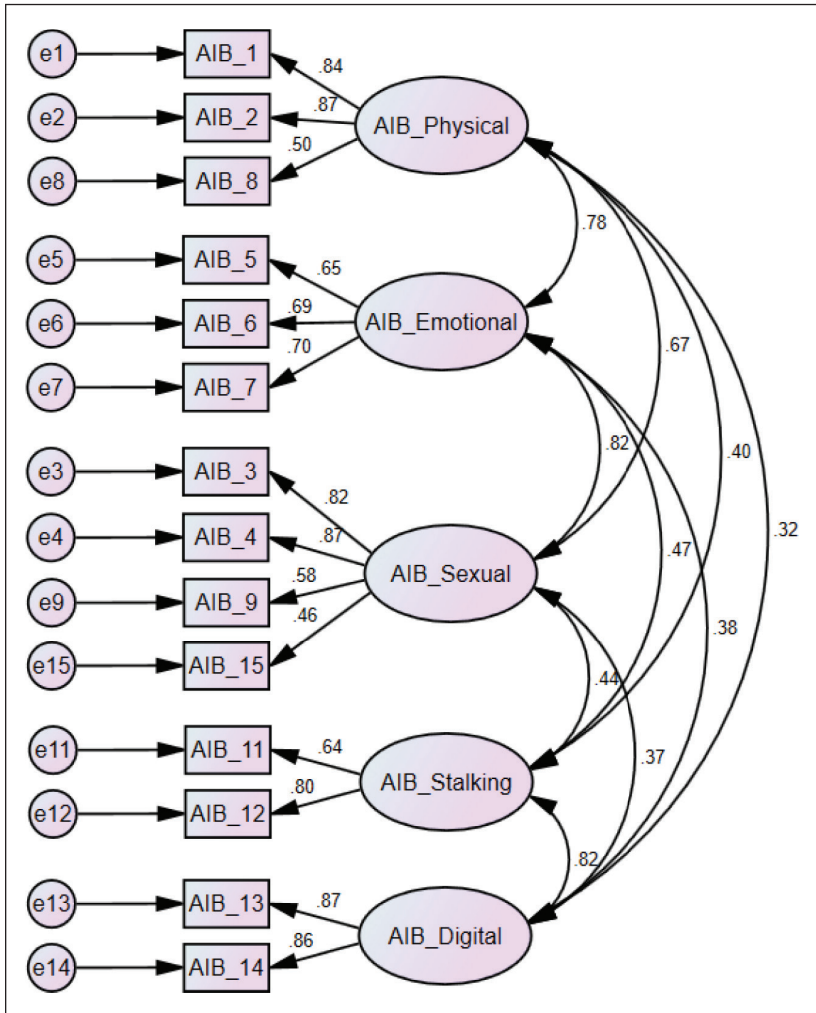 e1 AIB_1 .84
e2 AIB_2 .87 AIB_Physical
e8 AIB_8 .50
.78
e5 AIB_5 .65
e6 AIB_6 .69 AIB_Emotional
e7 AIB_7 .70
.67
.82 .40
e3 AIB_3 .82
e4 AIB_4 .87 .32
.47
e9 AIB_9 .58 AIB_Sexual
e15 AIB_15 .46
.38
.44
e11 AIB_11 .64
.37
e12 AIB_12 .80 AIB_Stalking
.82
e13 AIB_13 .87
AIB_Digital
e14 AIB_14 .86